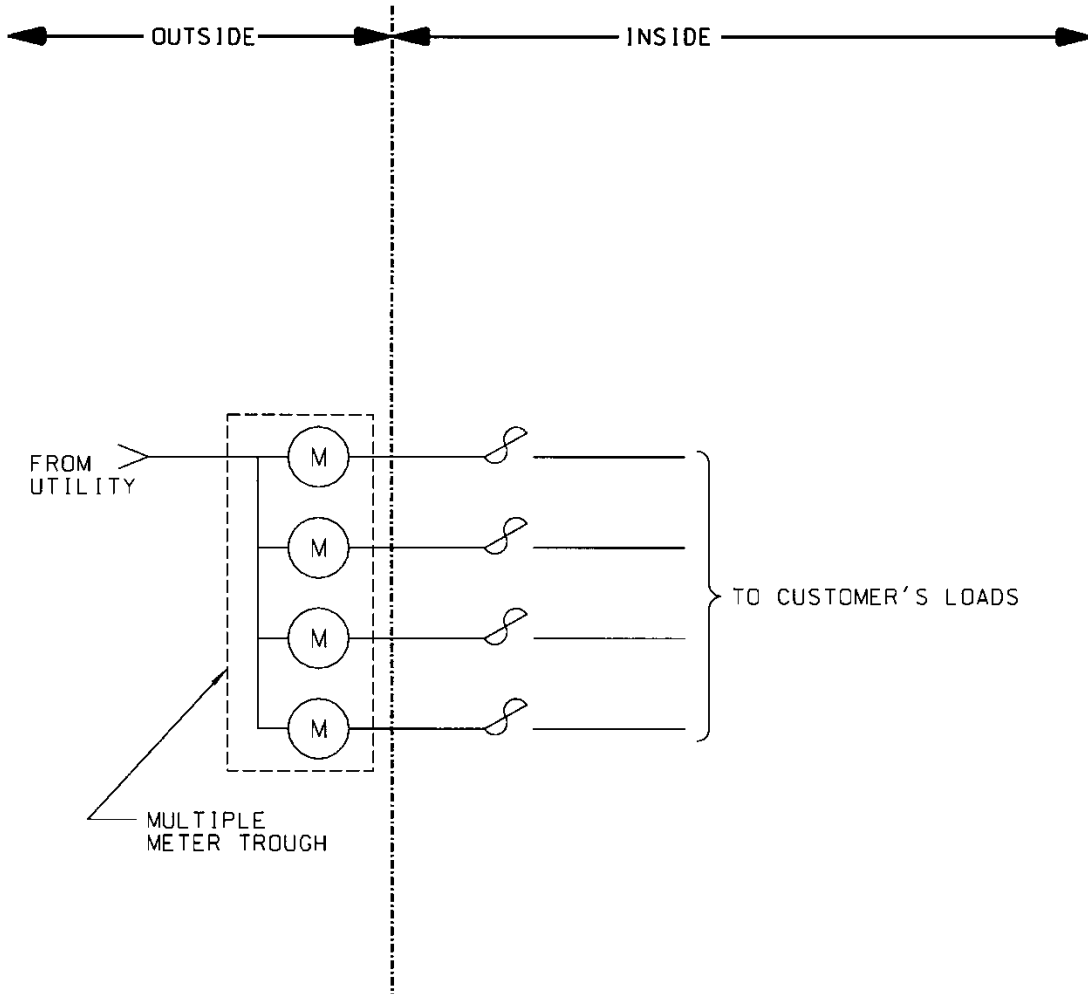 OUTSIDE
INSIDE
FROM
UTILITY
M
M
M
M
TO CUSTOMER'S LOADS
MULTIPLE
METER TROUGH